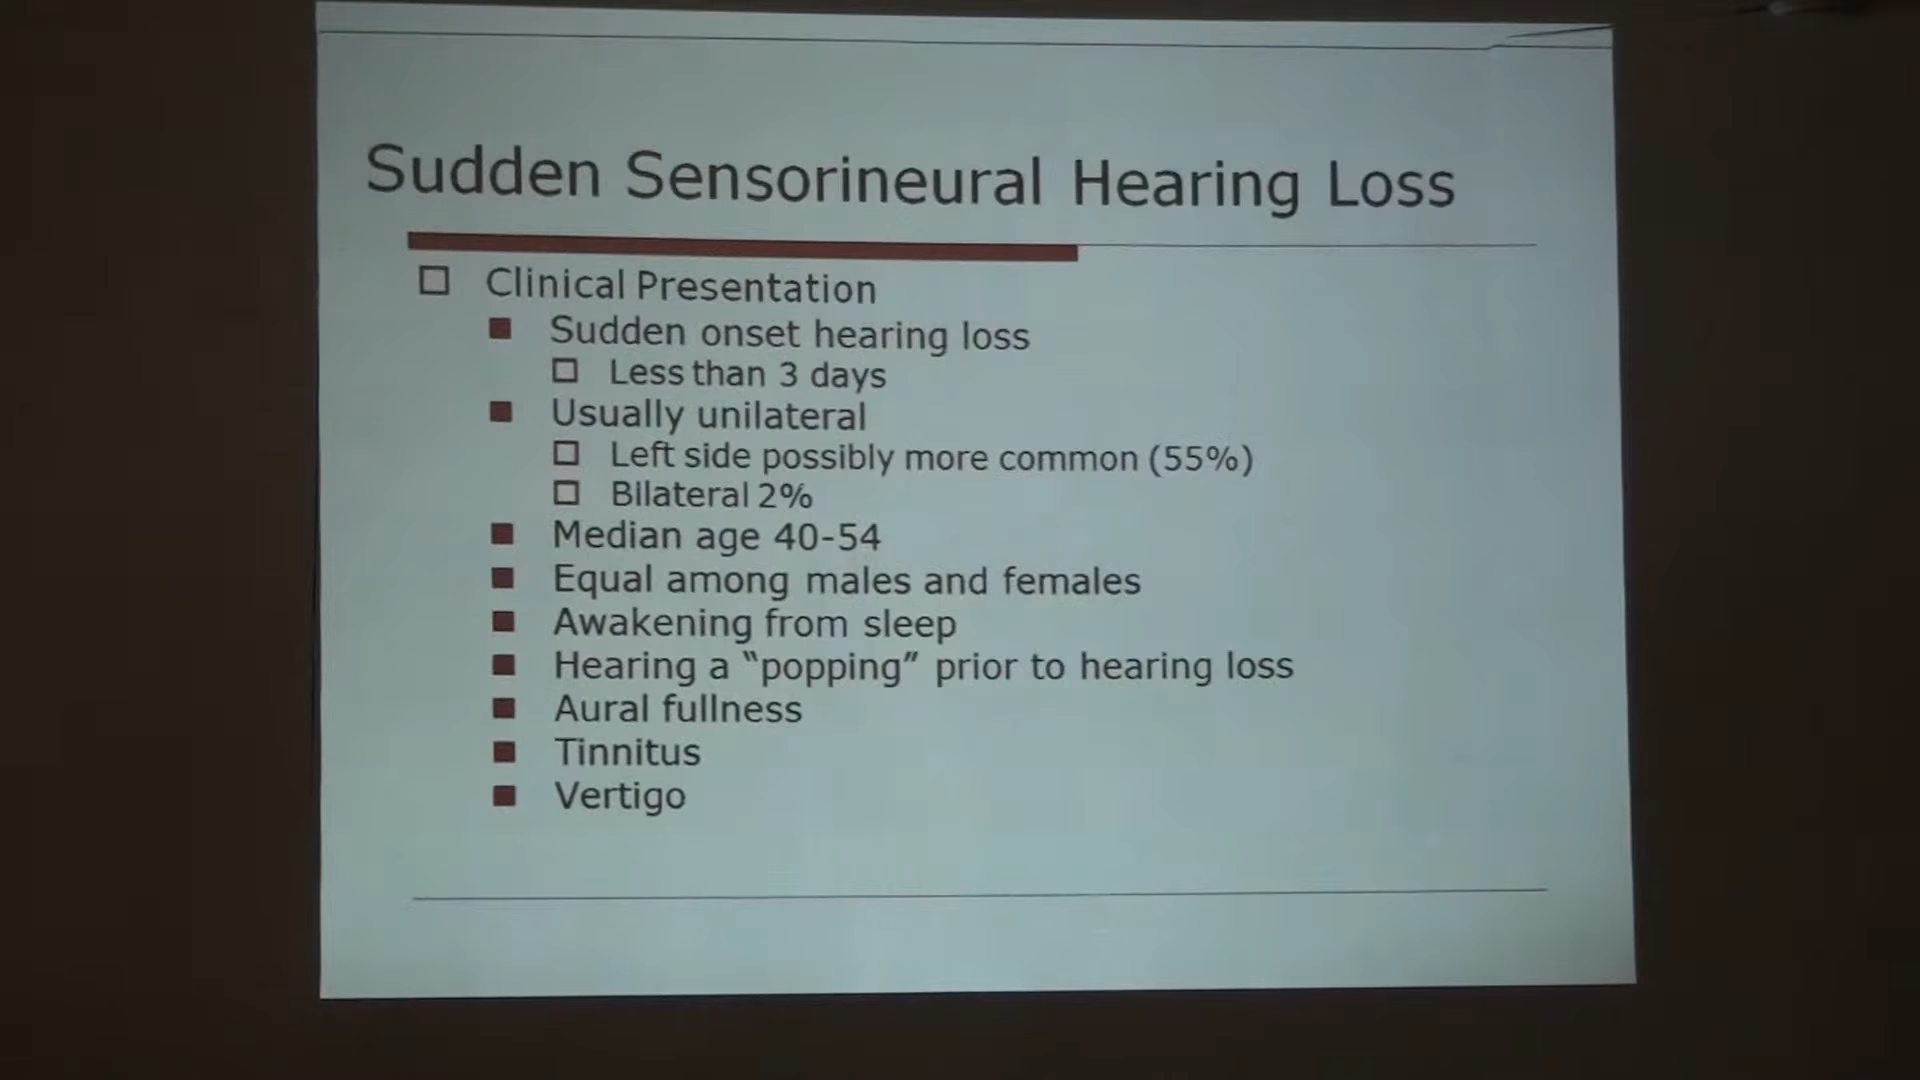 Sudden Sensorineural Hearing Loss
Clinical Presentation
Sudden onset hearing loss
Less than 3 days
Usually unilateral
Left side possibly more common (55%)
Bilateral 2%
Median age 40-54
Equal among males and females
Awakening from sleep
Hearing a “popping” prior to hearing loss
Aural fullness
Tinnitus
Vertigo